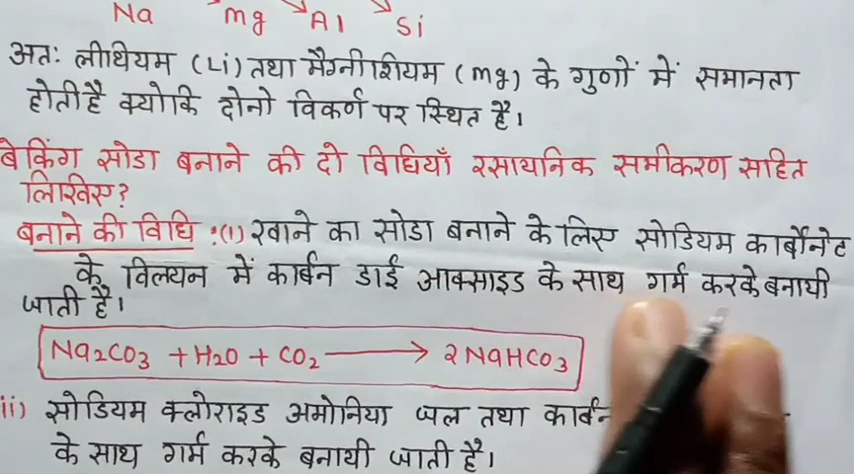 Na Mg Al Si
अतः लीथियम (Li) तथा मैग्नीशियम (mg) के गुणों में समानता
होती है क्योकि दोनो विकर्ण पर स्थित है।
बेकिंग सोडा बनाने की दो विधियाँ रसायनिक समीकरण सहित
लिखिए?
बनाने की विधि :(i) खाने का सोडा बनाने के लिए सोडियम कार्बोनेट
के विलयन में कार्बन डाई आक्साइड के साथ गर्म करके बनायी
जाती है।
Na2CO3 + H2O + CO2 → 2NaHCO3
ii) सोडियम क्लोराइड अमोनिया जल तथा कार्बन
के साथ गर्म करके बनायी जाती है।